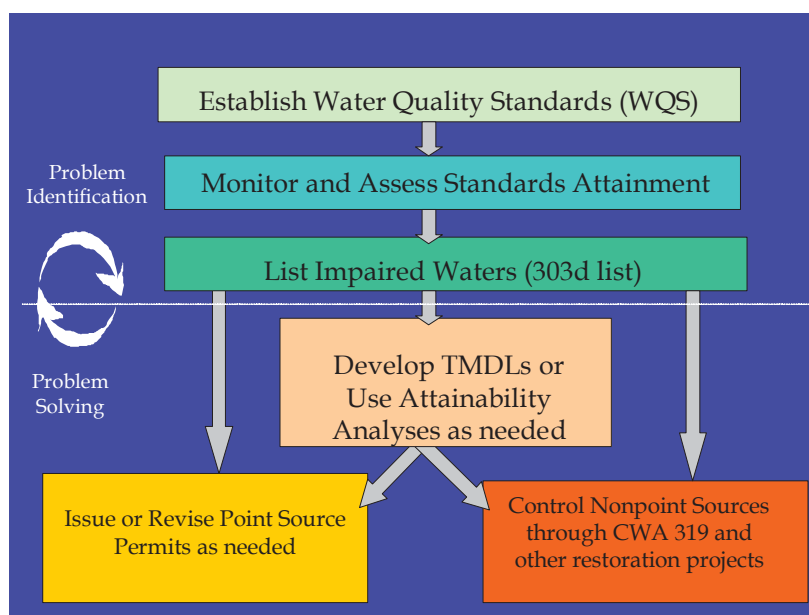 Establish Water Quality Standards (WQS)
Problem
Identification
Monitor and Assess Standards Attainment
List Impaired Waters (303d list)
Problem
Solving
Develop TMDLs or
Use Attainability
Analyses as needed
Issue or Revise Point Source
Permits as needed
Control Nonpoint Sources
through CWA 319 and
other restoration projects